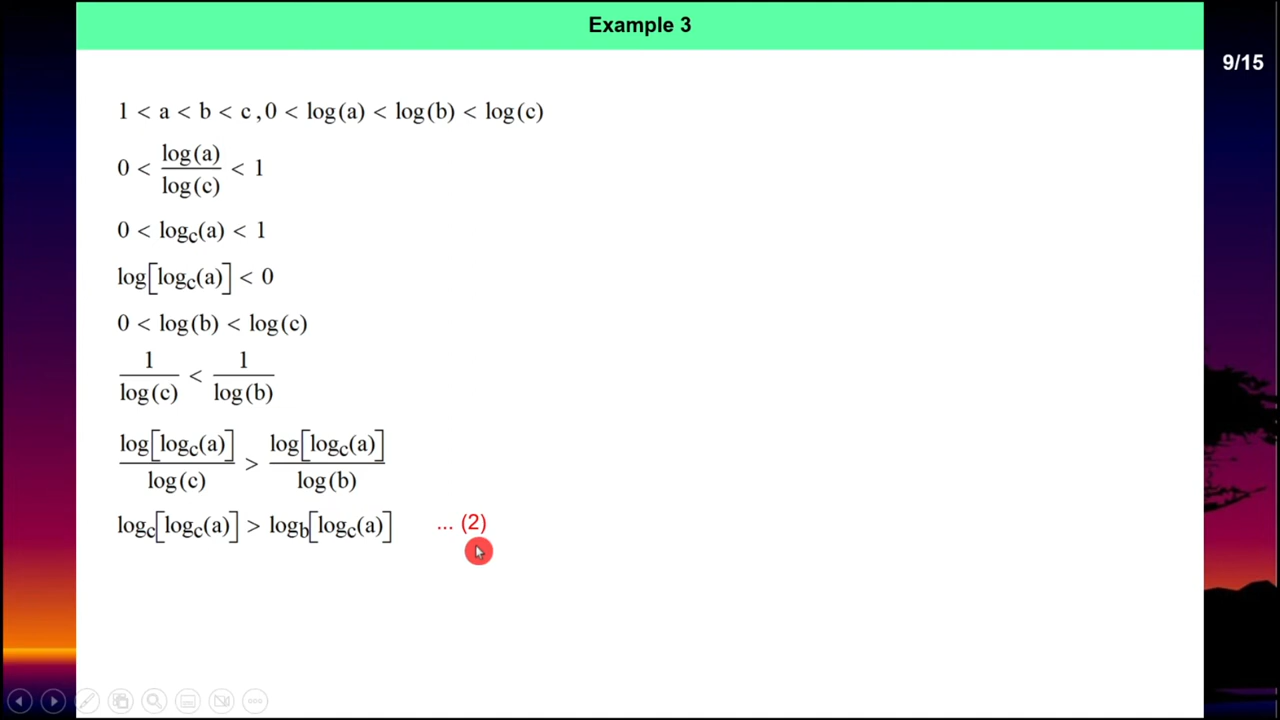 Example 3
9/15
1 < a < b < c , 0 < log(a) < log(b) < log(c)
0 < log(a)/log(c) < 1
0 < log_c(a) < 1
log[log_c(a)] < 0
0 < log(b) < log(c)
1/log(c) < 1/log(b)
log[log_c(a)]/log(c) > log[log_c(a)]/log(b)
log_c[log_c(a)] > log_b[log_c(a)] ... (2)